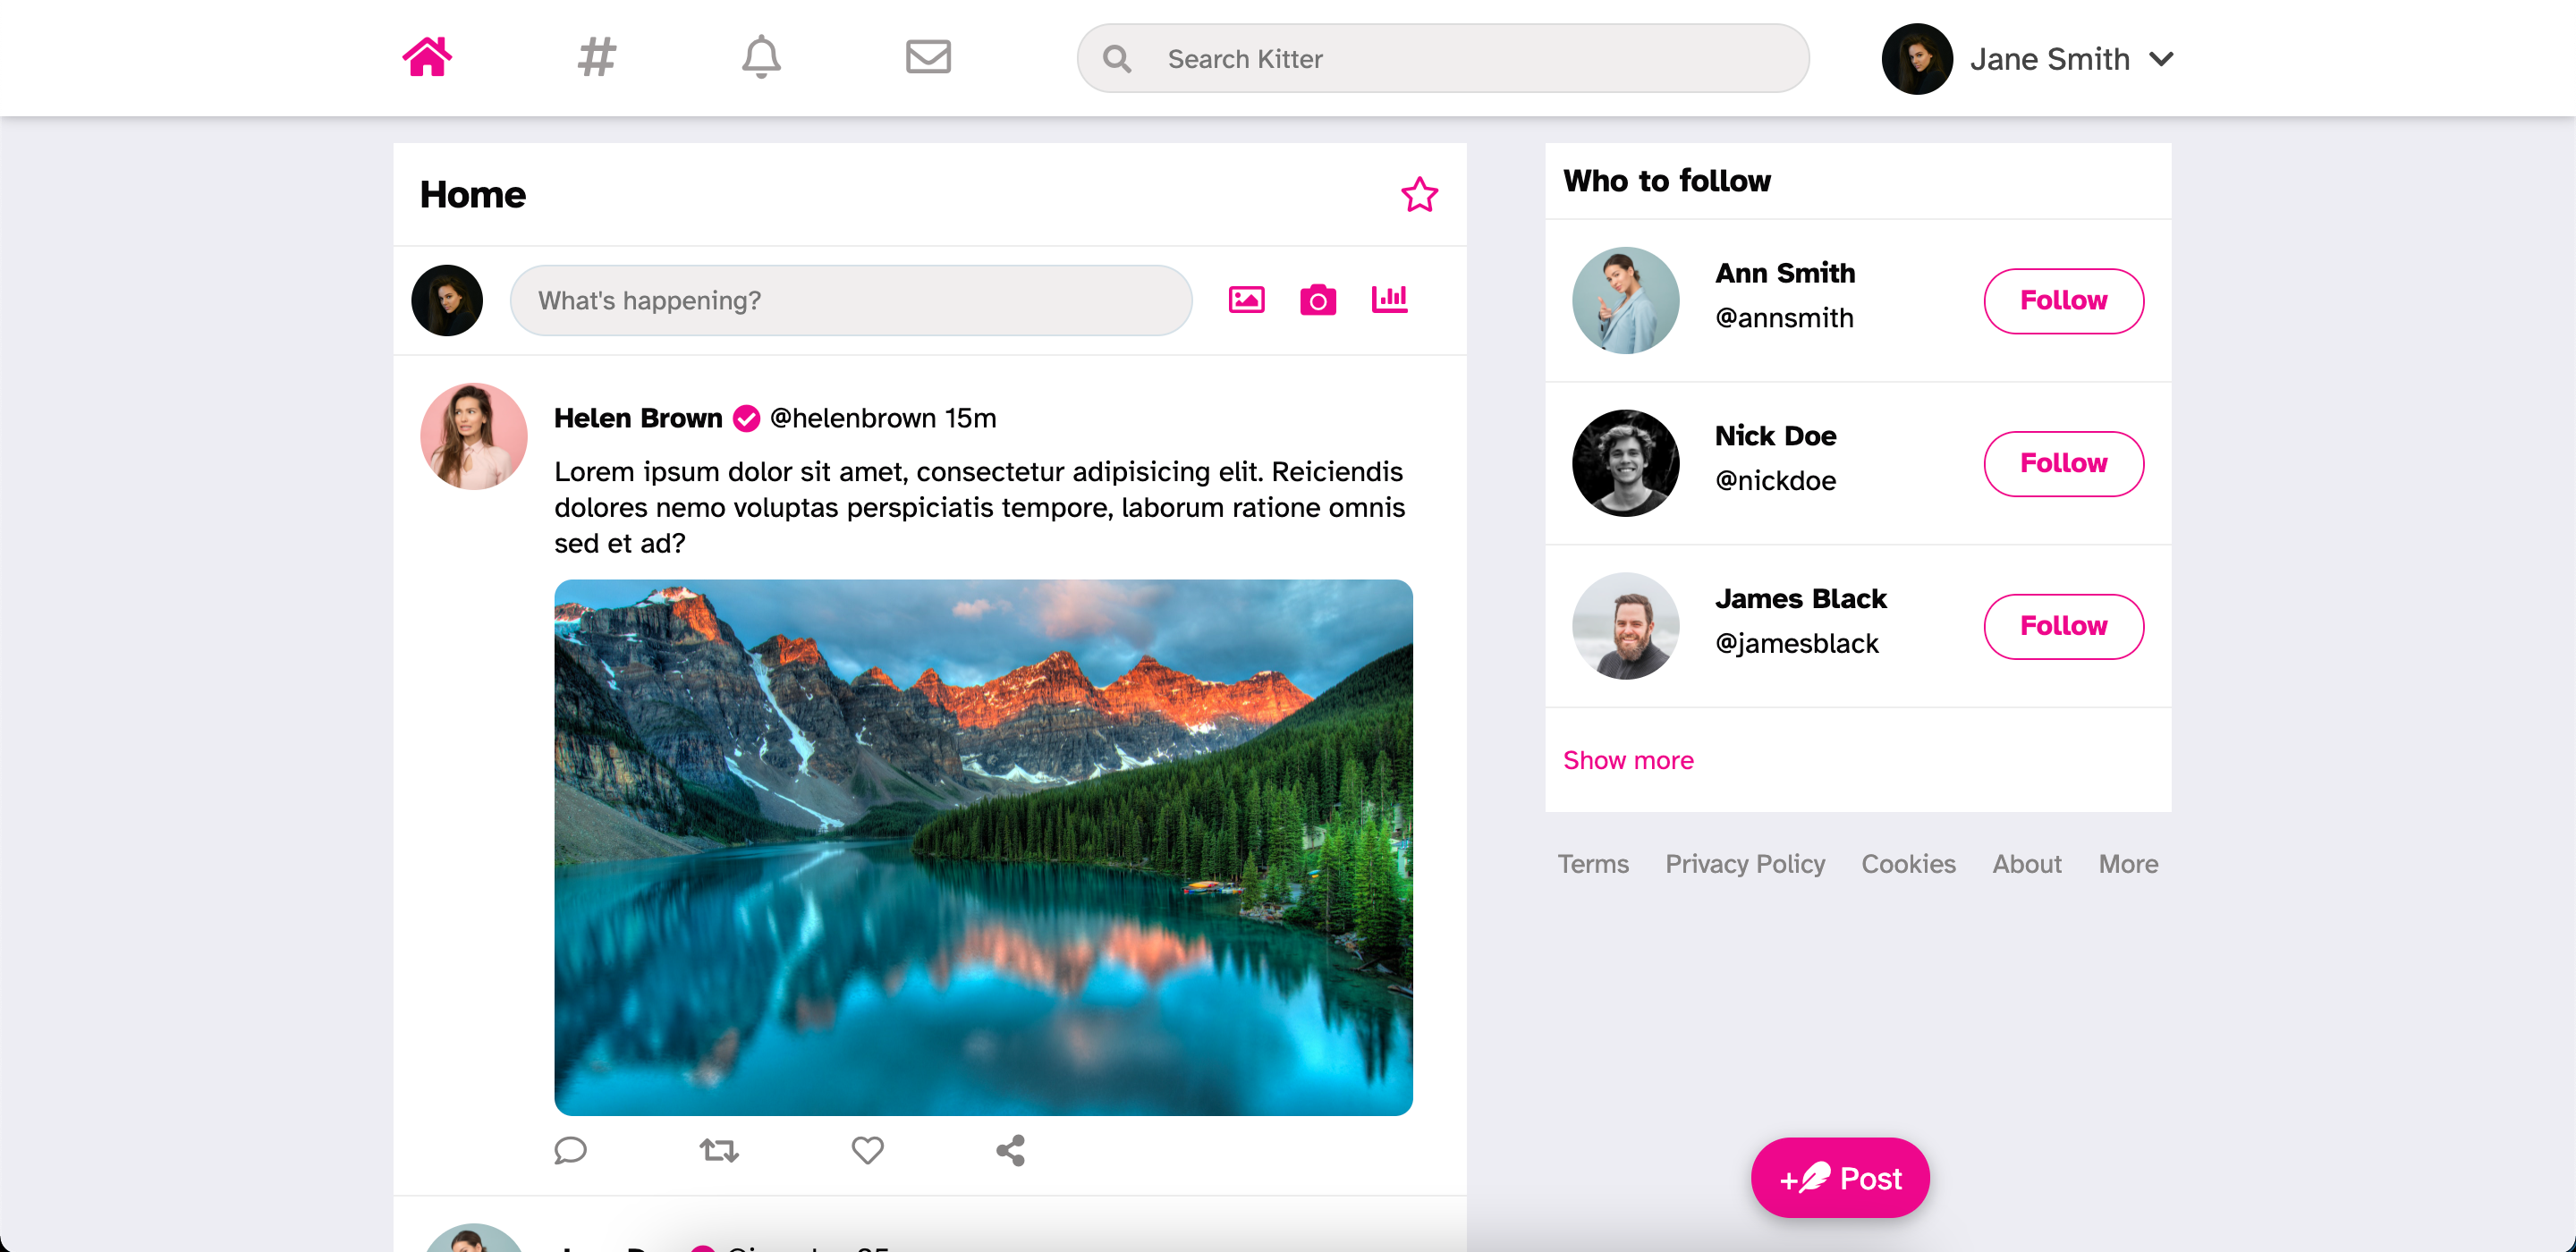 Search Kitter
Jane Smith
Home
What's happening?
Helen Brown @helenbrown 15m
Lorem ipsum dolor sit amet, consectetur adipisicing elit. Reiciendis
dolores nemo voluptas perspiciatis tempore, laborum ratione omnis
sed et ad?
Who to follow
Ann Smith
@annsmith
Follow
Nick Doe
@nickdoe
Follow
James Black
@jamesblack
Follow
Show more
Terms Privacy Policy Cookies About More
+ Post